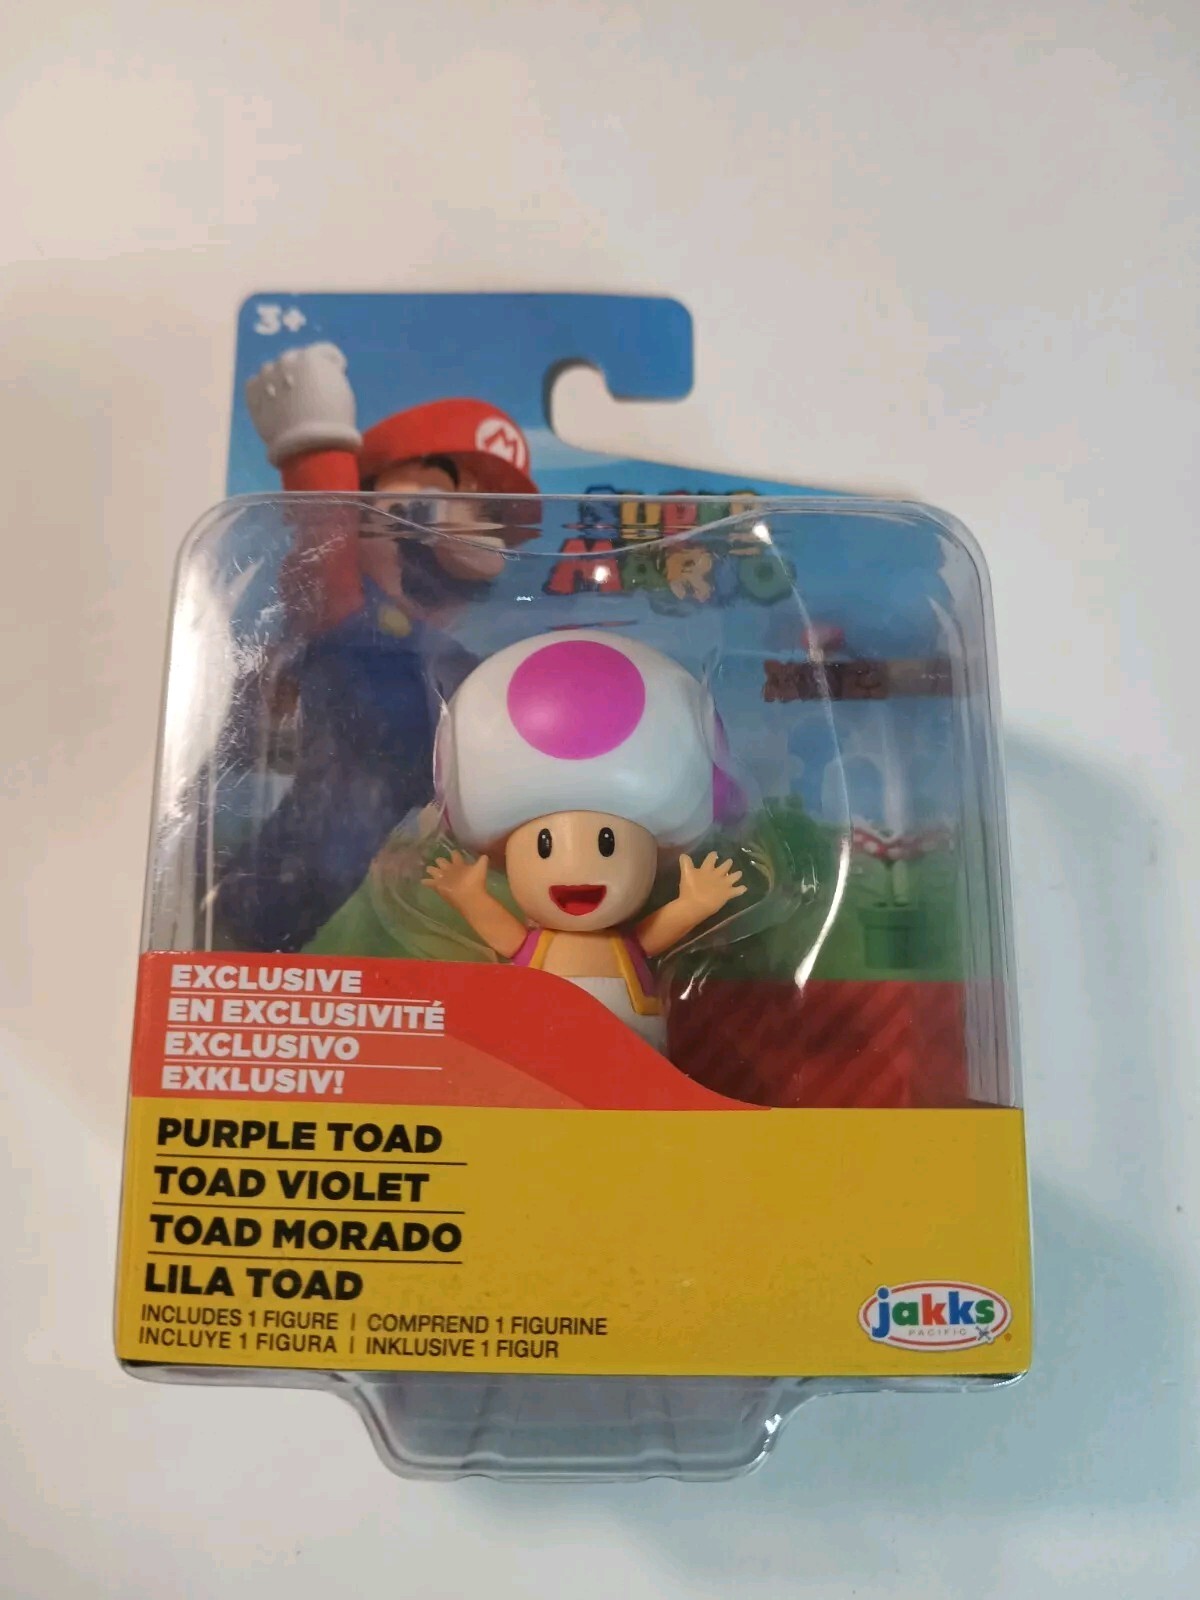 3+
M
SUPER
MARIO
EXCLUSIVE
EN EXCLUSIVITÉ
EXCLUSIVO
EXKLUSIV!
PURPLE TOAD
TOAD VIOLET
TOAD MORADO
LILA TOAD
INCLUDES 1 FIGURE | COMPREND 1 FIGURINE
INCLUYE 1 FIGURA | INKLUSIVE 1 FIGUR
jakks
PACIFIC